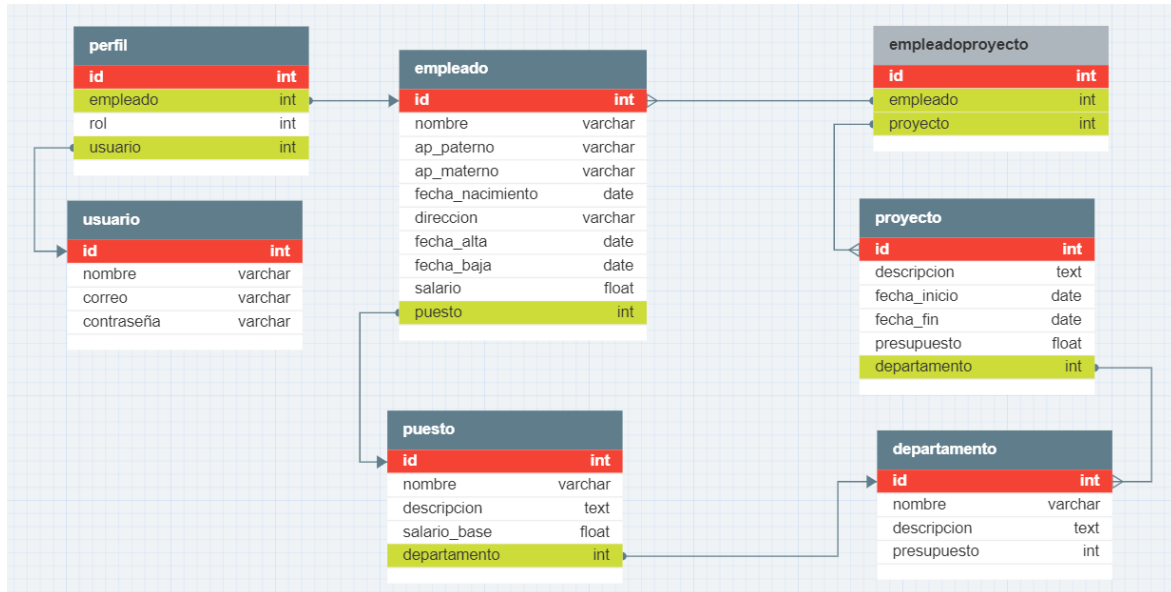 perfil
id int
empleado int
rol int
usuario int
usuario
id int
nombre varchar
correo varchar
contraseña varchar
empleado
id int
nombre varchar
ap_paterno varchar
ap_materno varchar
fecha_nacimiento date
direccion varchar
fecha_alta date
fecha_baja date
salario float
puesto int
puesto
id int
nombre varchar
descripcion text
salario_base float
departamento int
empleadoproyecto
id int
empleado int
proyecto int
proyecto
id int
descripcion text
fecha_inicio date
fecha_fin date
presupuesto float
departamento int
departamento
id int
nombre varchar
descripcion text
presupuesto int